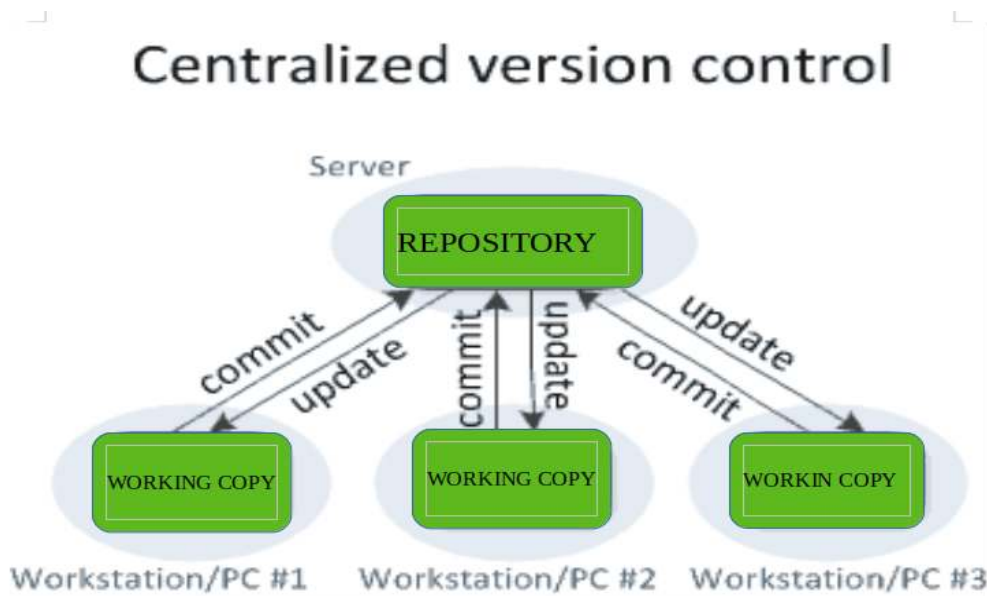 Centralized version control
Server
REPOSITORY
commit
update
commit
update
commit
update
WORKING COPY
WORKING COPY
WORKIN COPY
Workstation/PC #1
Workstation/PC #2
Workstation/PC #3